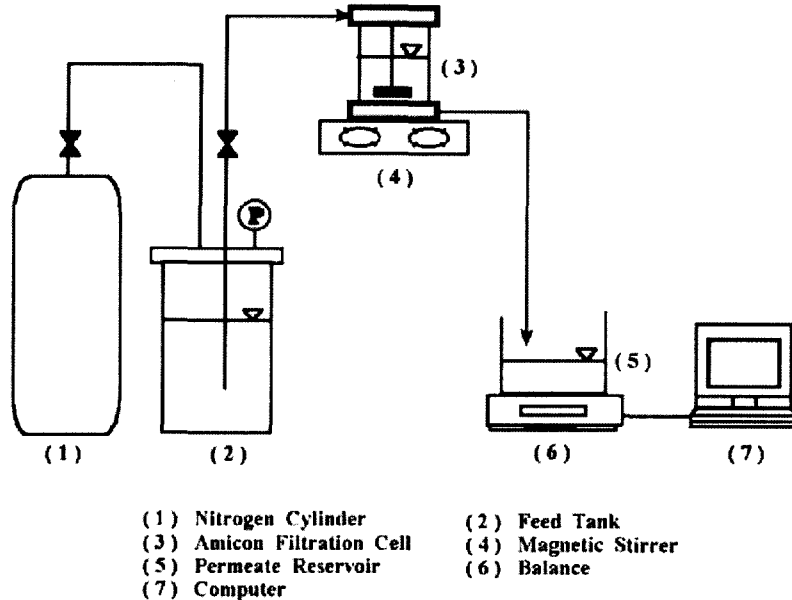 P
(3)
(4)
(5)
(1)
(2)
(6)
(7)
(1) Nitrogen Cylinder
(2) Feed Tank
(3) Amicon Filtration Cell
(4) Magnetic Stirrer
(5) Permeate Reservoir
(6) Balance
(7) Computer